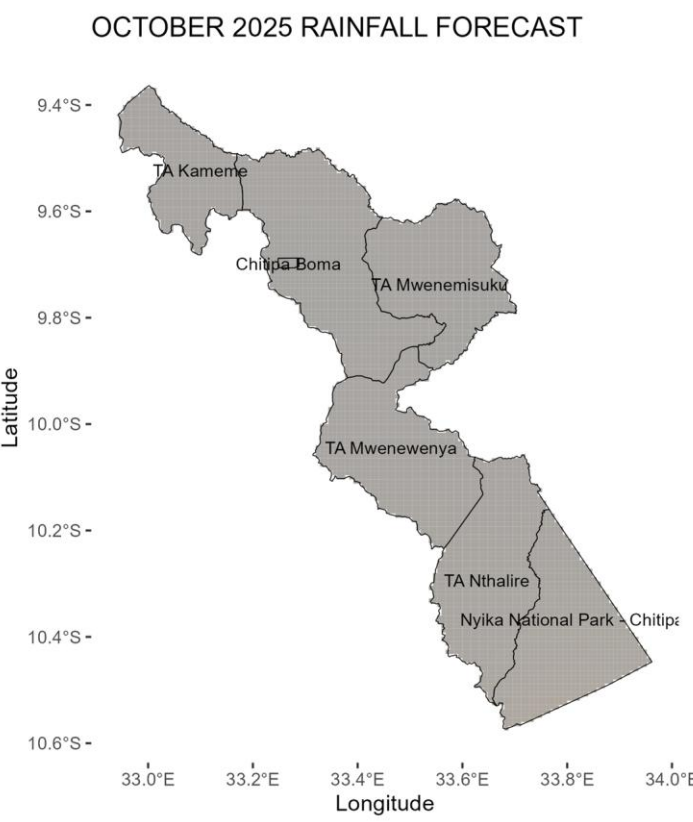 OCTOBER 2025 RAINFALL FORECAST
9.4°S
TA Kameme
9.6°S
Chitipa Boma
TA Mwenemisuku
9.8°S
Latitude
10.0°S
TA Mwenewenya
10.2°S
TA Nthalire
Nyika National Park - Chitipa
10.4°S
10.6°S
33.0°E 33.2°E 33.4°E 33.6°E 33.8°E 34.0°E
Longitude